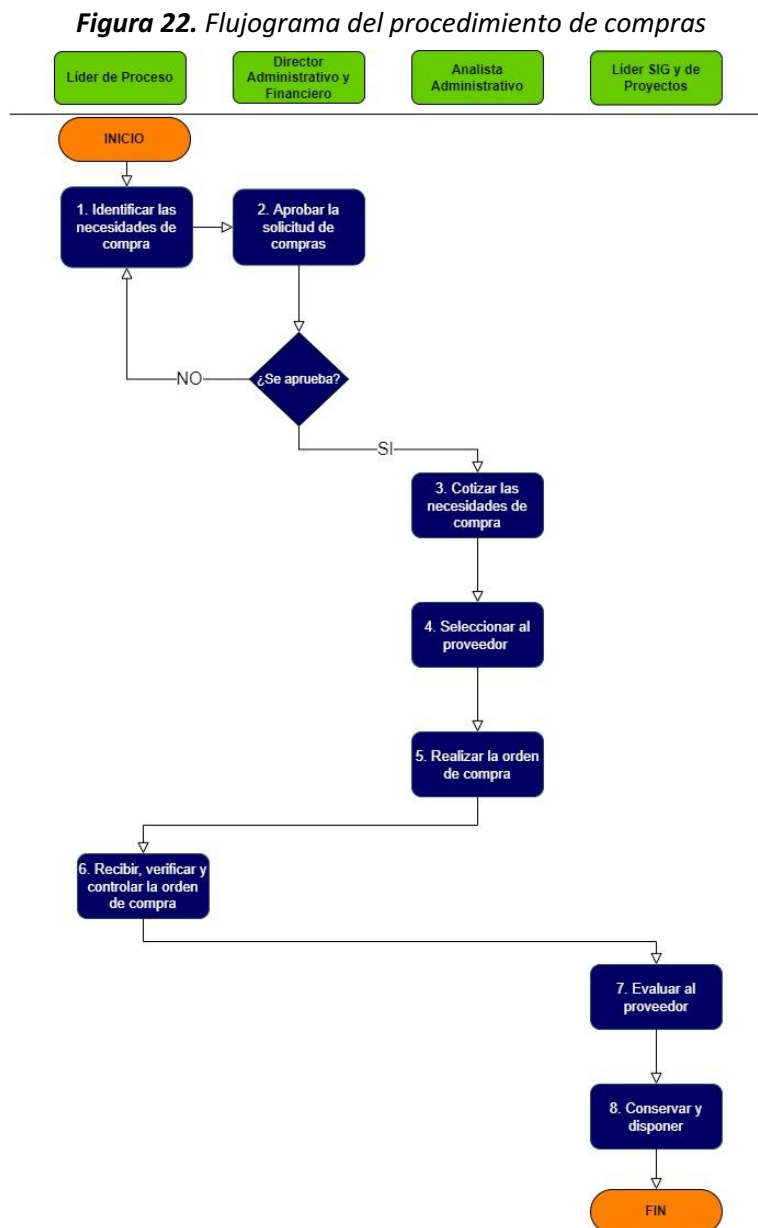 Figura 22. Flujograma del procedimiento de compras
Líder de Proceso
Director
Administrativo y
Financiero
Analista
Administrativo
Líder SIG y de
Proyectos
INICIO
1. Identificar las
necesidades de
compra
2. Aprobar la
solicitud de
compras
¿Se aprueba?
NO
SI
3. Cotizar las
necesidades de
compra
4. Seleccionar al
proveedor
5. Realizar la orden
de compra
6. Recibir, verificar y
controlar la orden
de compra
7. Evaluar al
proveedor
8. Conservar y
disponer
FIN